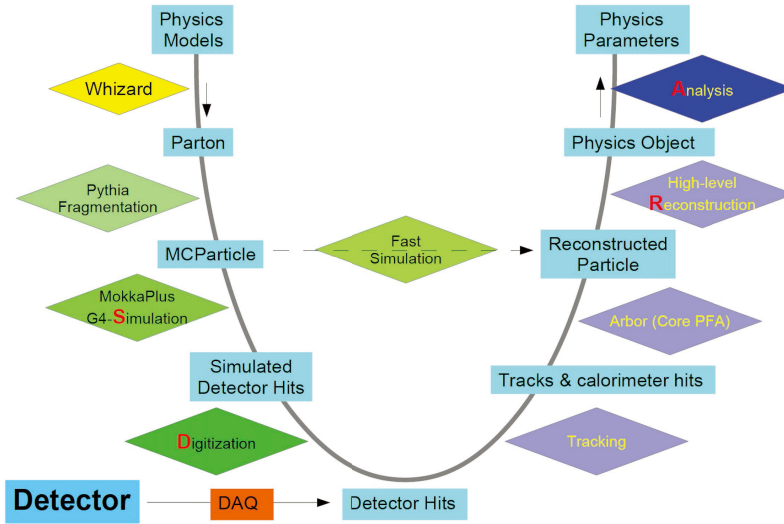 Physics
Models
Physics
Parameters
Whizard
Analysis
Parton
Physics Object
Pythia
Fragmentation
High-level
Reconstruction
MCParticle
Fast
Simulation
Reconstructed
Particle
MokkaPlus
G4-Simulation
Arbor (Core PFA)
Simulated
Detector Hits
Tracks & calorimeter hits
Digitization
Tracking
Detector
DAQ
Detector Hits